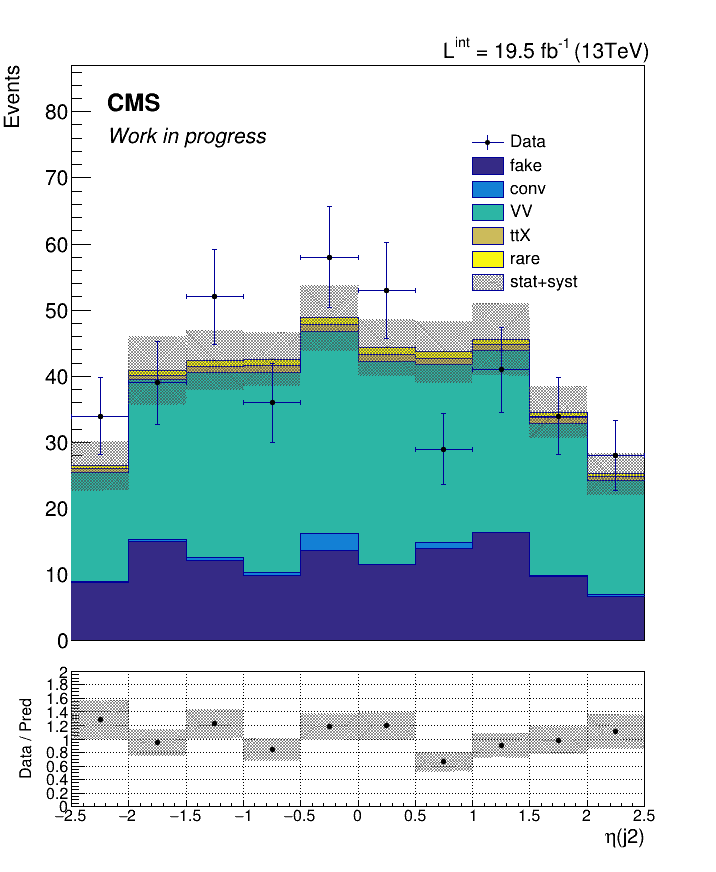 L^int = 19.5 fb^-1 (13TeV)
Events
CMS
Work in progress
Data
fake
conv
VV
ttX
rare
stat+syst
80
70
60
50
40
30
20
10
0
Data / Pred
2
1.8
1.6
1.4
1.2
1
0.8
0.6
0.4
0.2
0
−2.5 −2 −1.5 −1 −0.5 0 0.5 1 1.5 2 2.5
η(j2)